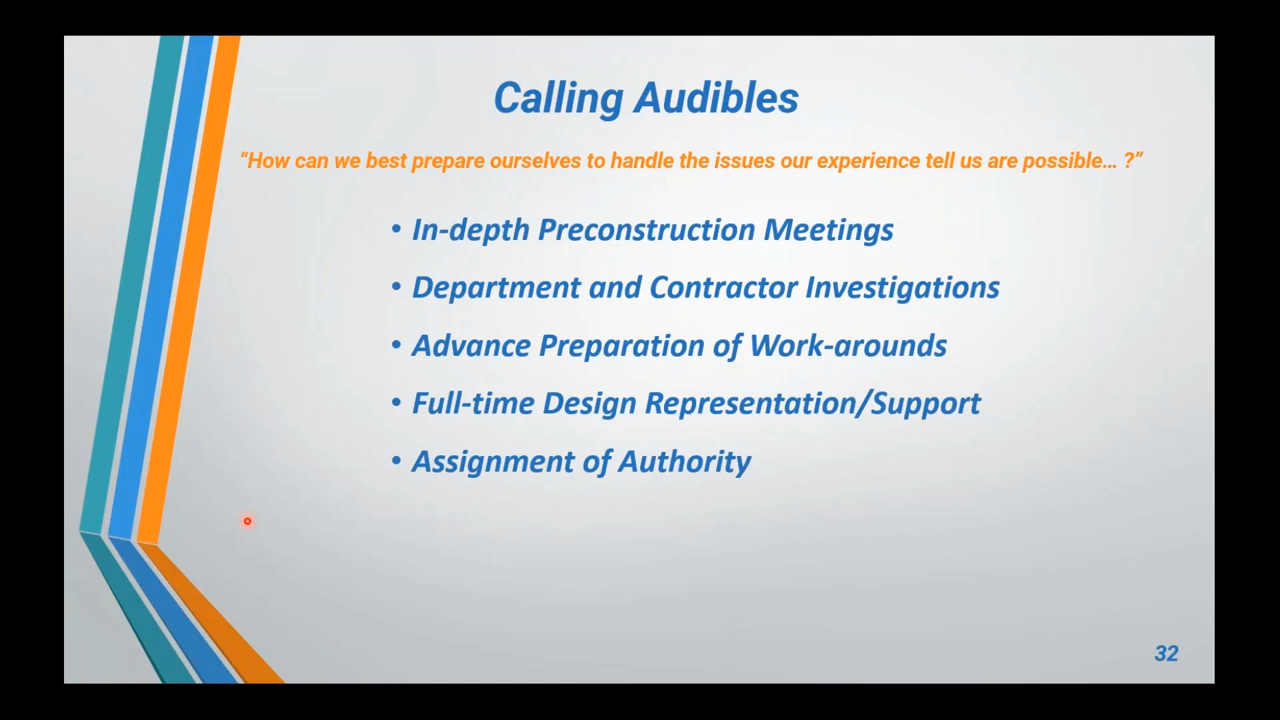 Calling Audibles
“How can we best prepare ourselves to handle the issues our experience tell us are possible... ?”
• In-depth Preconstruction Meetings
• Department and Contractor Investigations
• Advance Preparation of Work-arounds
• Full-time Design Representation/Support
• Assignment of Authority
32